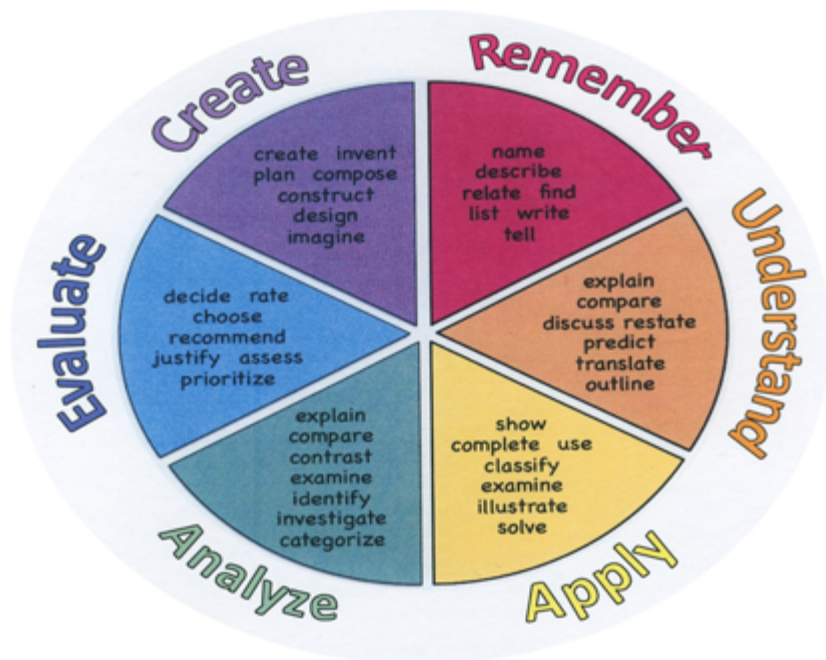 Remember
name
describe
relate find
list write
tell
Understand
explain
compare
discuss restate
predict
translate
outline
Apply
show
complete use
classify
examine
illustrate
solve
Analyze
explain
compare
contrast
examine
identify
investigate
categorize
Evaluate
decide rate
choose
recommend
justify assess
prioritize
Create
create invent
plan compose
construct
design
imagine